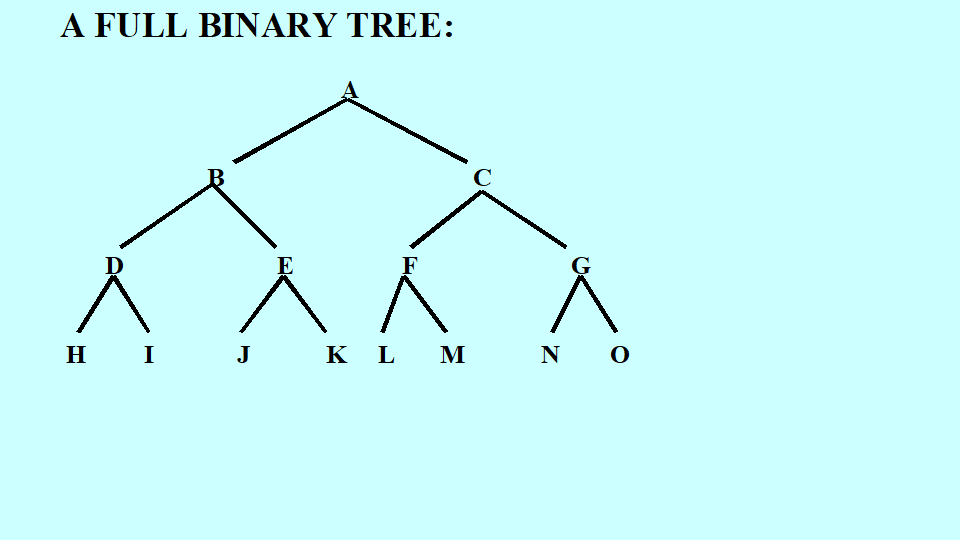 A FULL BINARY TREE:
A
B C
D E F G
H I J K L M N O